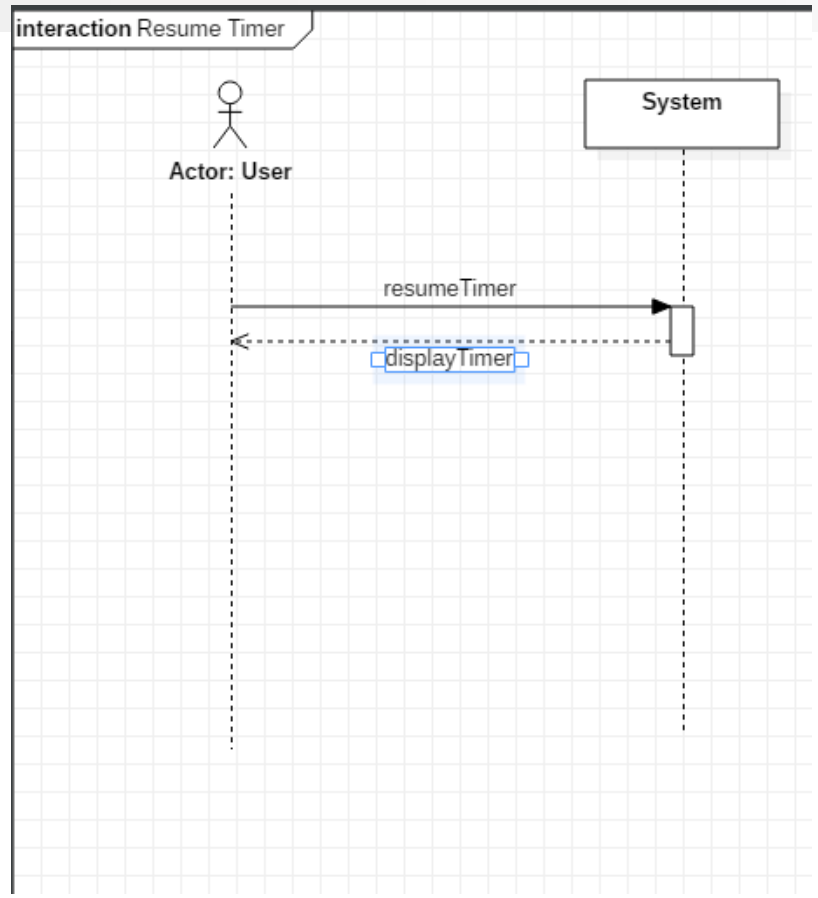 interaction Resume Timer
System
Actor: User
resumeTimer
displayTimer